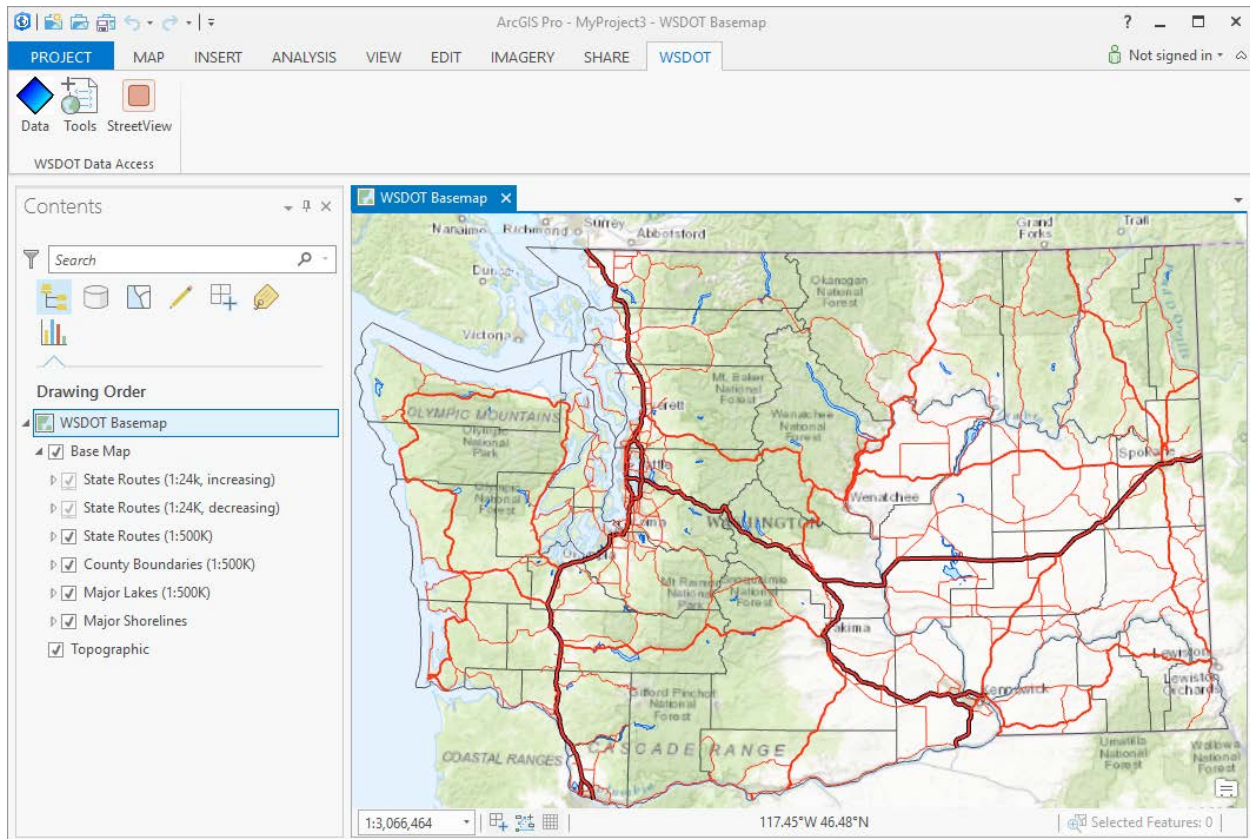 ArcGIS Pro - MyProject3 - WSDOT Basemap
?
PROJECT MAP INSERT ANALYSIS VIEW EDIT IMAGERY SHARE WSDOT
Not signed in
Data Tools StreetView
WSDOT Data Access
Contents
Search
Drawing Order
WSDOT Basemap
Base Map
State Routes (1:24k, increasing)
State Routes (1:24K, decreasing)
State Routes (1:500K)
County Boundaries (1:500K)
Major Lakes (1:500K)
Major Shorelines
Topographic
WSDOT Basemap
Nanaimo Richmond Surrey Abbotsford
Grand Forks
Trail
Okanogan National Forest
Victoria
Mt. Baker National Forest
OLYMPIC MOUNTAINS
Olympic National Park
Wenatchee National Forest
Spokane
Wenatchee
Olympic National Forest
WASHINGTON
Mt Rainier National Park
Snoqualmie National Forest
Yakima
Lewiston
Lewiston Orchards
Kennewick
Gifford Pinchot National Forest
COASTAL RANGES
CASCADE RANGE
Umatilla National Forest
Wallowa National Forest
1:3,066,464
117.45°W 46.48°N
Selected Features: 0